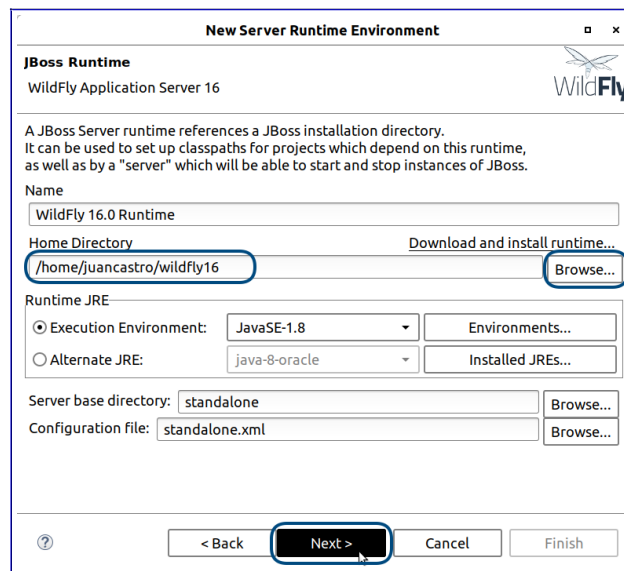 New Server Runtime Environment
JBoss Runtime
WildFly Application Server 16
WildFly
A JBoss Server runtime references a JBoss installation directory.
It can be used to set up classpaths for projects which depend on this runtime,
as well as by a "server" which will be able to start and stop instances of JBoss.
Name
WildFly 16.0 Runtime
Home Directory Download and install runtime...
/home/juancastro/wildfly16 Browse...
Runtime JRE
Execution Environment: JavaSE-1.8 Environments...
Alternate JRE: java-8-oracle Installed JREs...
Server base directory: standalone Browse...
Configuration file: standalone.xml Browse...
? < Back Next > Cancel Finish